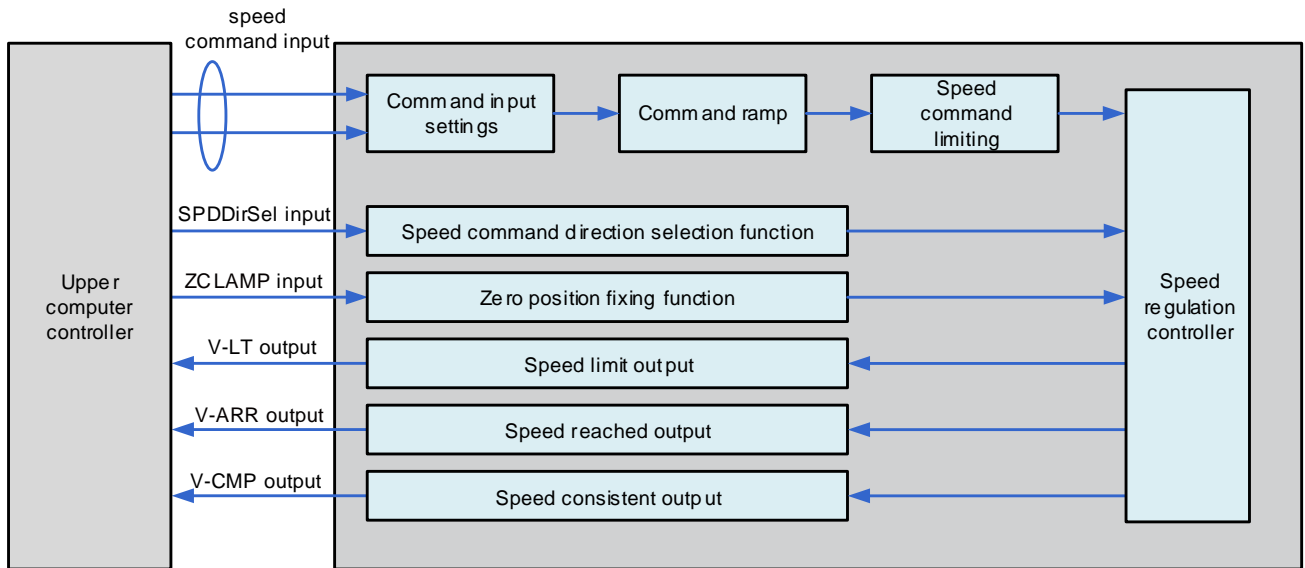 speed
command input
Command input
settings
Command ramp
Speed
command
limiting
SPDDirSel input
Speed command direction selection function
ZCLAMP input
Zero position fixing function
Upper
computer
controller
Speed
regulation
controller
V-LT output
Speed limit output
V-ARR output
Speed reached output
V-CMP output
Speed consistent output